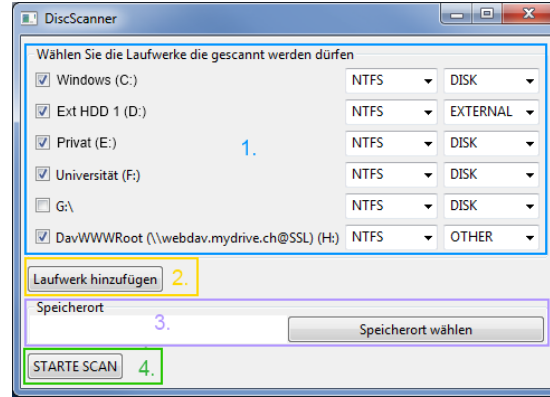 DiscScanner
Wählen Sie die Laufwerke die gescannt werden dürfen
Windows (C:) NTFS DISK
Ext HDD 1 (D:) NTFS EXTERNAL
Privat (E:) NTFS DISK
1.
Universität (F:) NTFS DISK
G:\ NTFS DISK
DavWWWRoot (\\webdav.mydrive.ch@SSL) (H:) NTFS OTHER
Laufwerk hinzufügen 2.
Speicherort
3.
Speicherort wählen
STARTE SCAN 4.